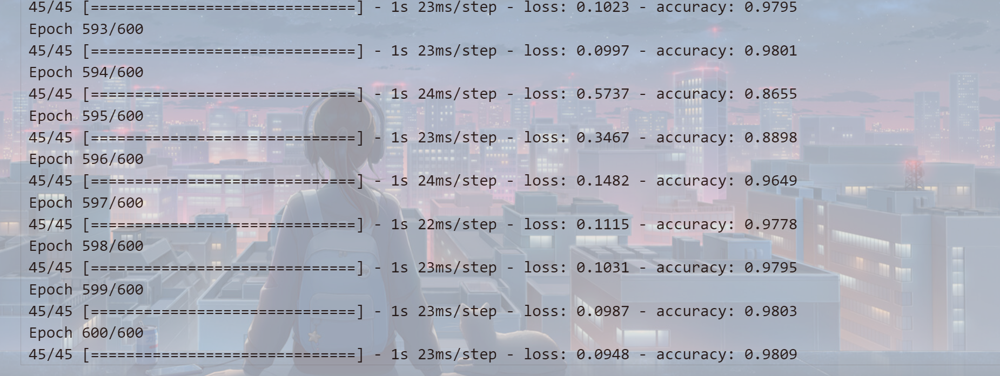 45/45 [==============================] - 1s 23ms/step - loss: 0.1023 - accuracy: 0.9795
Epoch 593/600
45/45 [==============================] - 1s 23ms/step - loss: 0.0997 - accuracy: 0.9801
Epoch 594/600
45/45 [==============================] - 1s 24ms/step - loss: 0.5737 - accuracy: 0.8655
Epoch 595/600
45/45 [==============================] - 1s 23ms/step - loss: 0.3467 - accuracy: 0.8898
Epoch 596/600
45/45 [==============================] - 1s 24ms/step - loss: 0.1482 - accuracy: 0.9649
Epoch 597/600
45/45 [==============================] - 1s 22ms/step - loss: 0.1115 - accuracy: 0.9778
Epoch 598/600
45/45 [==============================] - 1s 23ms/step - loss: 0.1031 - accuracy: 0.9795
Epoch 599/600
45/45 [==============================] - 1s 23ms/step - loss: 0.0987 - accuracy: 0.9803
Epoch 600/600
45/45 [==============================] - 1s 23ms/step - loss: 0.0948 - accuracy: 0.9809